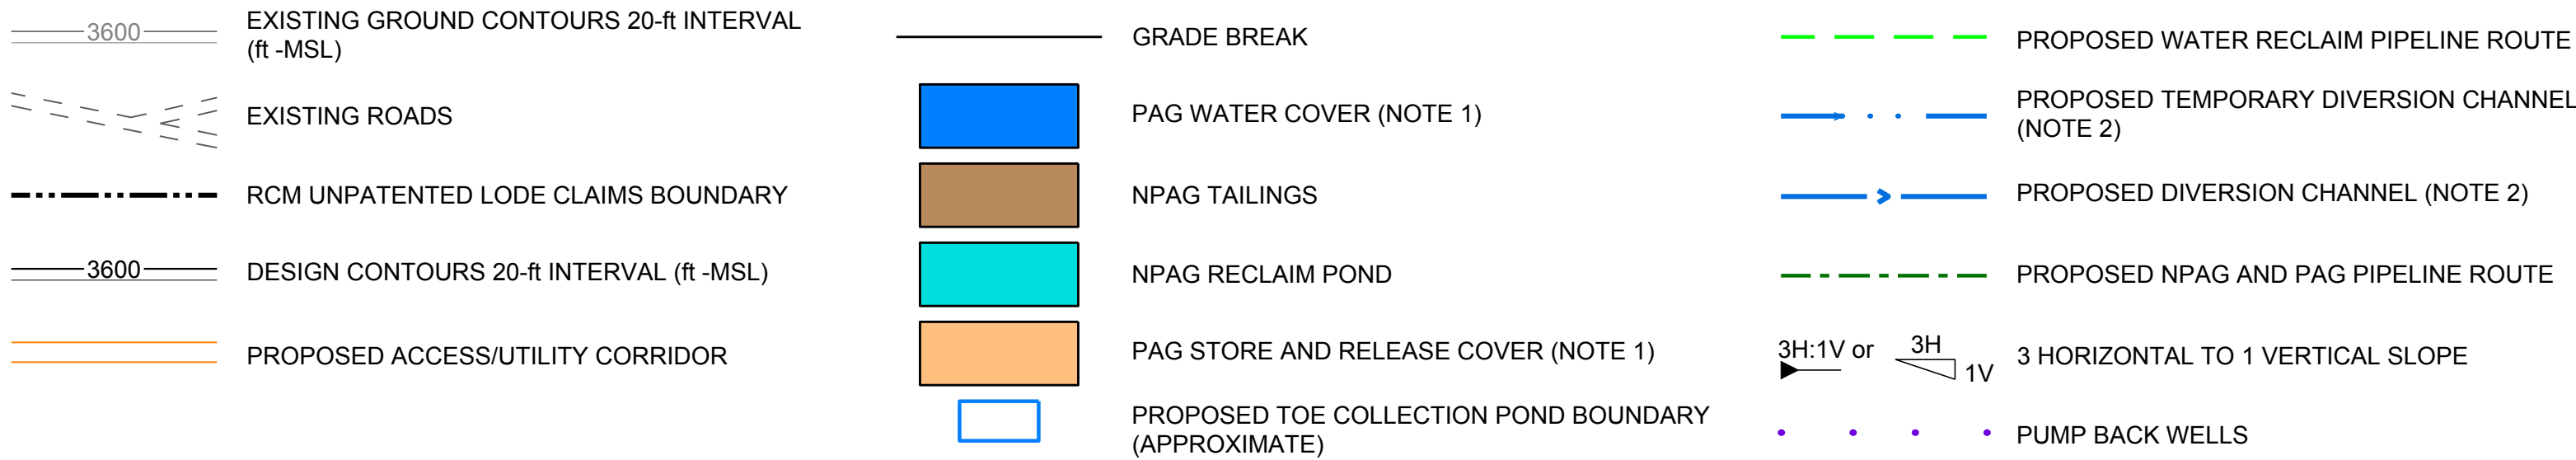 3600
EXISTING GROUND CONTOURS 20-ft INTERVAL
(ft -MSL)
EXISTING ROADS
RCM UNPATENTED LODE CLAIMS BOUNDARY
3600
DESIGN CONTOURS 20-ft INTERVAL (ft -MSL)
PROPOSED ACCESS/UTILITY CORRIDOR
GRADE BREAK
PAG WATER COVER (NOTE 1)
NPAG TAILINGS
NPAG RECLAIM POND
PAG STORE AND RELEASE COVER (NOTE 1)
PROPOSED TOE COLLECTION POND BOUNDARY
(APPROXIMATE)
PROPOSED WATER RECLAIM PIPELINE ROUTE
PROPOSED TEMPORARY DIVERSION CHANNEL
(NOTE 2)
PROPOSED DIVERSION CHANNEL (NOTE 2)
PROPOSED NPAG AND PAG PIPELINE ROUTE
3H:1V or 3H 1V
3 HORIZONTAL TO 1 VERTICAL SLOPE
PUMP BACK WELLS